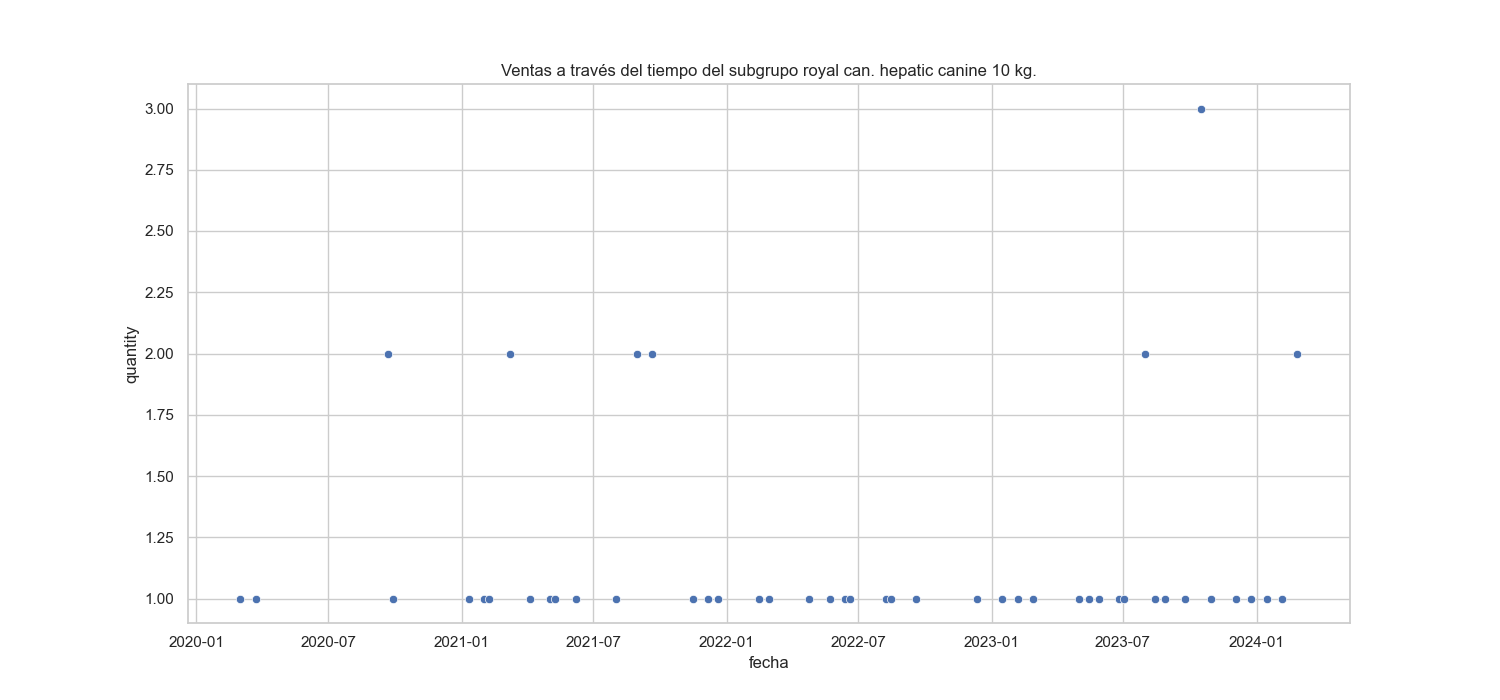 Ventas a través del tiempo del subgrupo royal can. hepatic canine 10 kg.
3.00
2.75
2.50
2.25
2.00
1.75
1.50
1.25
1.00
quantity
2020-01 2020-07 2021-01 2021-07 2022-01 2022-07 2023-01 2023-07 2024-01
fecha